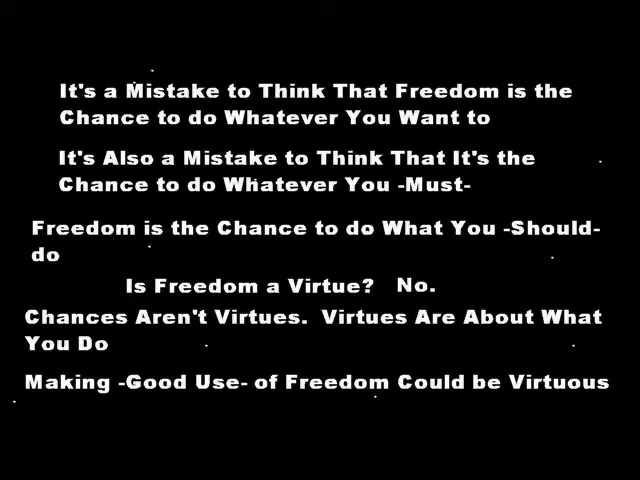 It's a Mistake to Think That Freedom is the
Chance to do Whatever You Want to
It's Also a Mistake to Think That It's the
Chance to do Whatever You -Must-
Freedom is the Chance to do What You -Should-
do
Is Freedom a Virtue? No.
Chances Aren't Virtues. Virtues Are About What
You Do
Making -Good Use- of Freedom Could be Virtuous